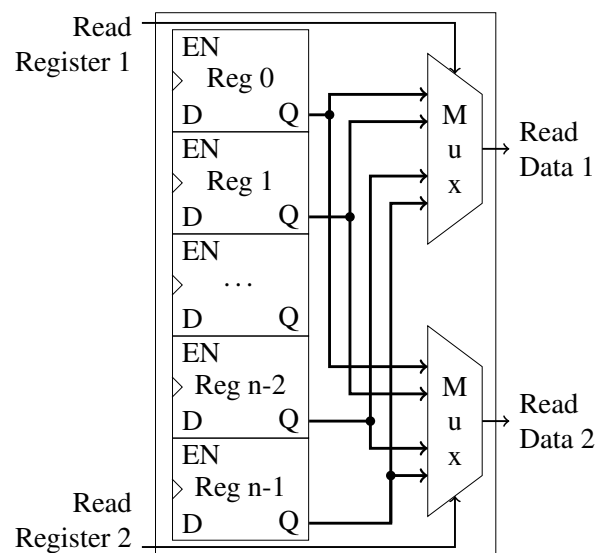 Read
Register 1
EN
Reg 0
D Q
EN
Reg 1
D Q
EN
...
D Q
EN
Reg n-2
D Q
EN
Reg n-1
D Q
Read
Register 2
M
u
x
Read
Data 1
M
u
x
Read
Data 2